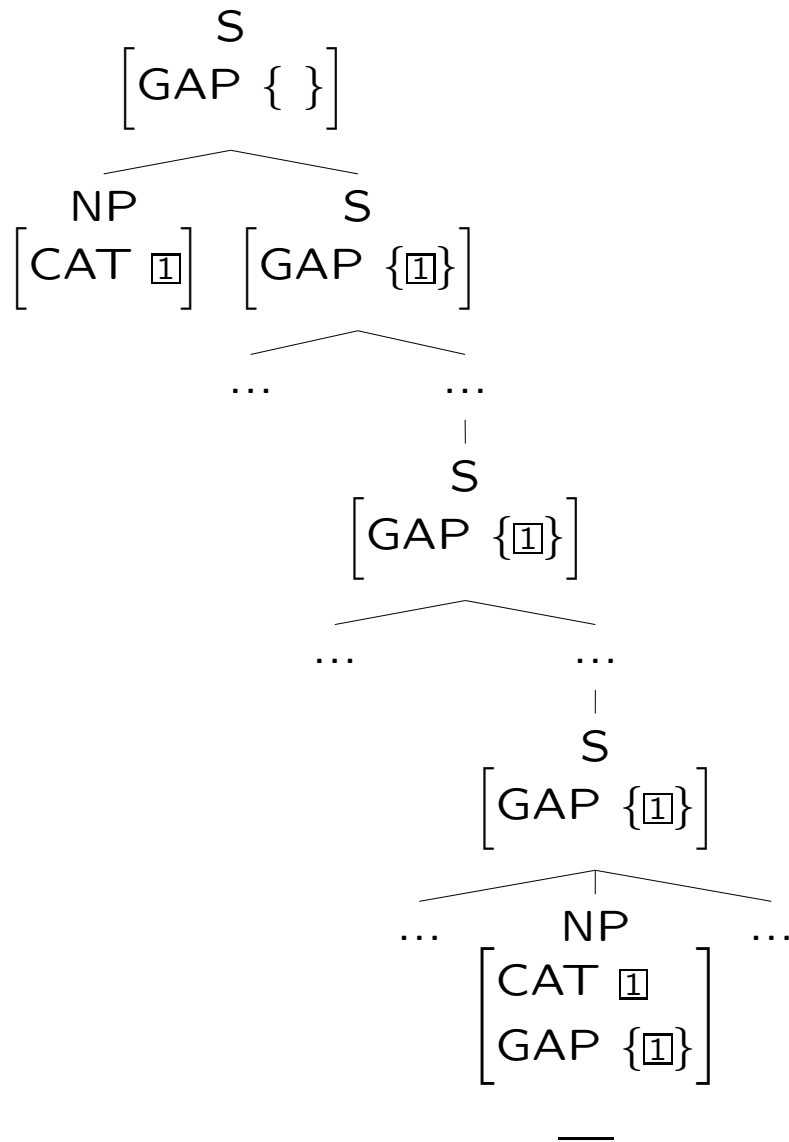 S
[GAP { }]
NP S
[CAT 1] [GAP {1}]
... ...
S
[GAP {1}]
... ...
S
[GAP {1}]
... NP ...
[CAT 1
GAP {1}]